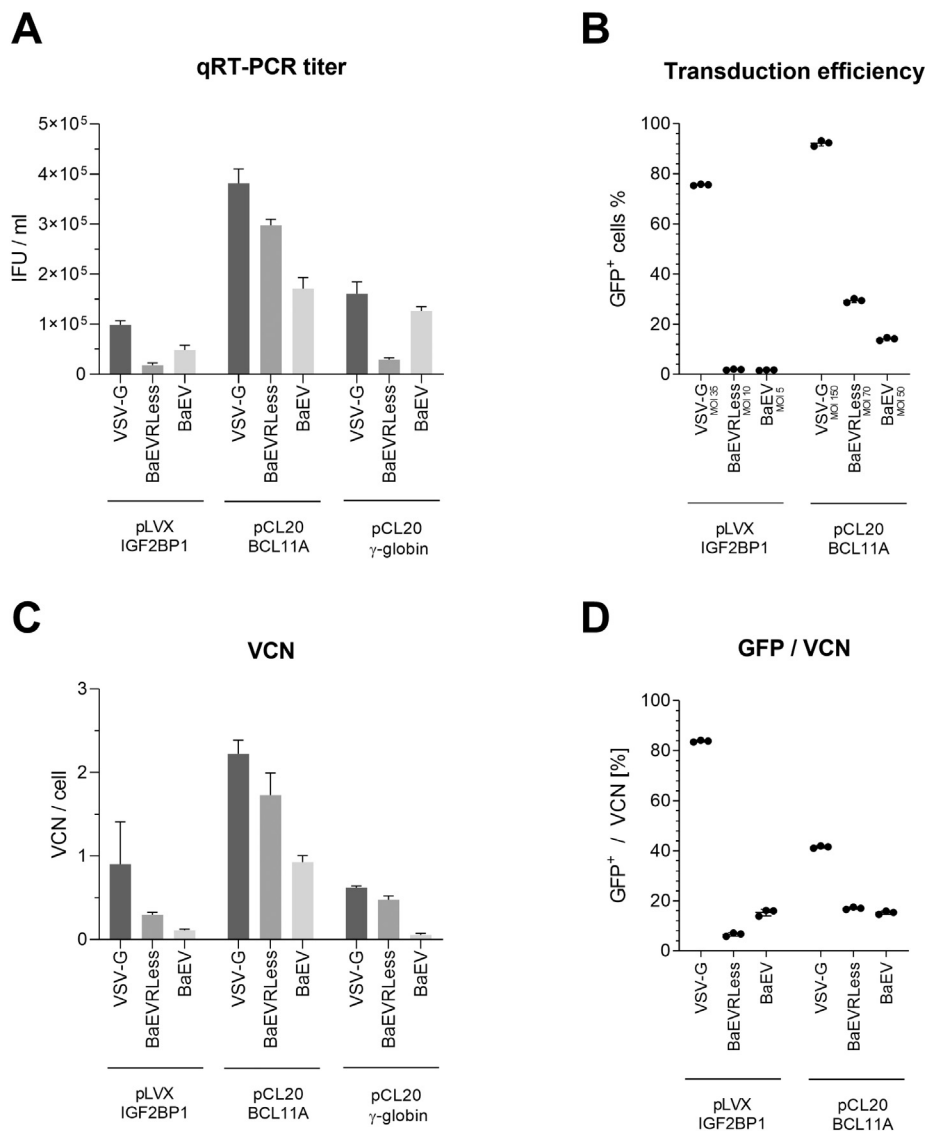 A
qRT-PCR titer
5×10⁵
4×10⁵
3×10⁵
2×10⁵
1×10⁵
0
IFU / ml
VSV-G
BaEVRLess
BaEV
VSV-G
BaEVRLess
BaEV
VSV-G
BaEVRLess
BaEV
pLVX
IGF2BP1
pCL20
BCL11A
pCL20
γ-globin
B
Transduction efficiency
100
80
60
40
20
0
GFP⁺ cells %
VSV-G
MOI 35
BaEVRLess
MOI 10
BaEV
MOI 5
VSV-G
MOI 150
BaEVRLess
MOI 70
BaEV
MOI 50
pLVX
IGF2BP1
pCL20
BCL11A
C
VCN
3
2
1
0
VCN / cell
VSV-G
BaEVRLess
BaEV
VSV-G
BaEVRLess
BaEV
VSV-G
BaEVRLess
BaEV
pLVX
IGF2BP1
pCL20
BCL11A
pCL20
γ-globin
D
GFP / VCN
100
80
60
40
20
0
GFP⁺ / VCN [%]
VSV-G
BaEVRLess
BaEV
VSV-G
BaEVRLess
BaEV
pLVX
IGF2BP1
pCL20
BCL11A